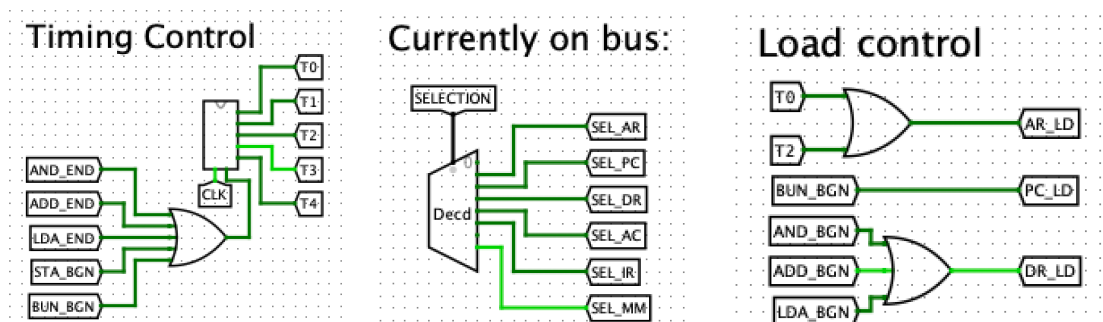 Timing Control
T0
T1
T2
T3
T4
AND_END
ADD_END
LDA_END
STA_BGN
BUN_BGN
CLK
Currently on bus:
SELECTION
0
Decd
SEL_AR
SEL_PC
SEL_DR
SEL_AC
SEL_IR
SEL_MM
Load control
T0
T2
AR_LD
BUN_BGN
PC_LD
AND_BGN
ADD_BGN
LDA_BGN
DR_LD